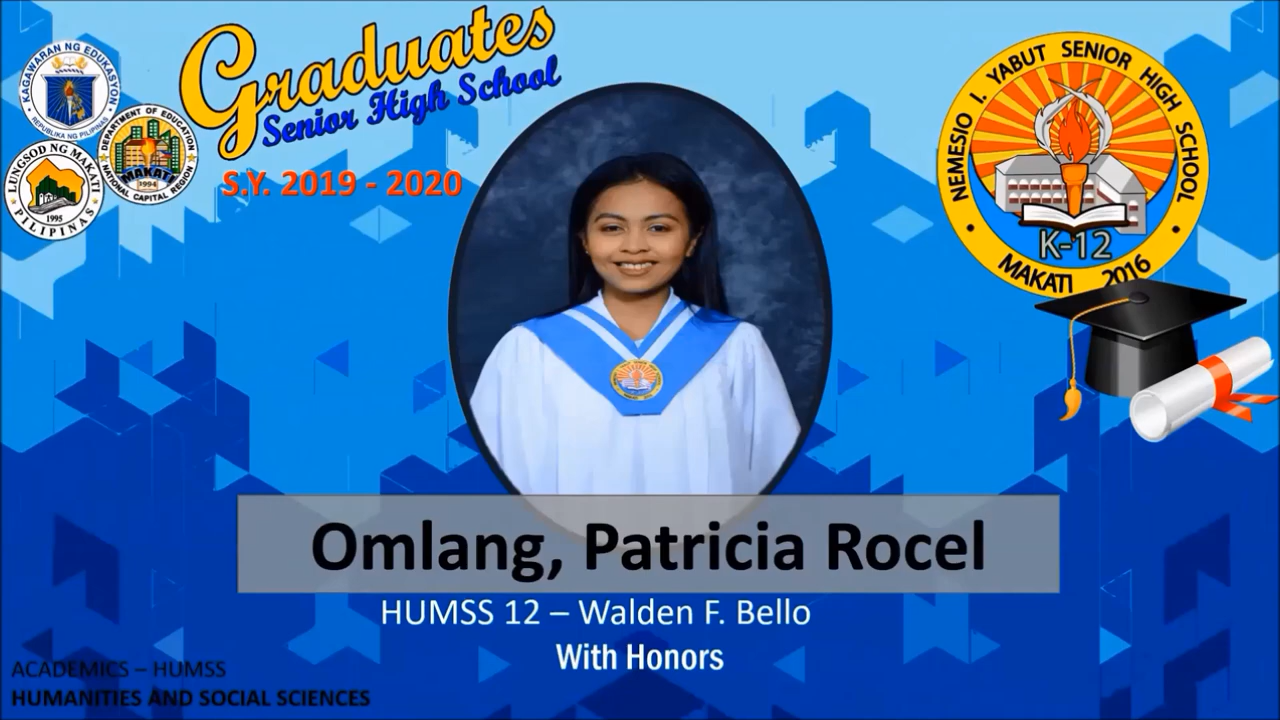 Graduates
Senior High School
S.Y. 2019 - 2020
KAGAWARAN NG EDUKASYON
REPUBLIKA NG PILIPINAS
DEPARTMENT OF EDUCATION
MAKATI
1994
NATIONAL CAPITAL REGION
LUNGSOD NG MAKATI
1995
PILIPINAS
NEMESIO I. YABUT SENIOR HIGH SCHOOL
K-12
MAKATI 2016
Omlang, Patricia Rocel
HUMSS 12 – Walden F. Bello
With Honors
ACADEMICS – HUMSS
HUMANITIES AND SOCIAL SCIENCES